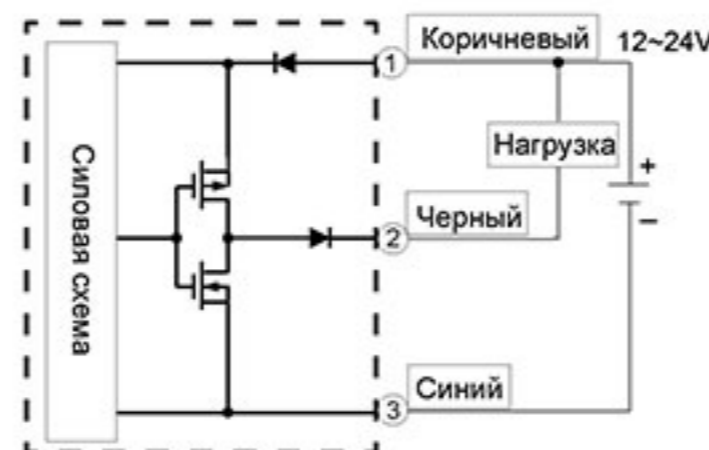 Коричневый
12~24V
1
Силовая схема
Нагрузка
+
Черный
2
−
Синий
3